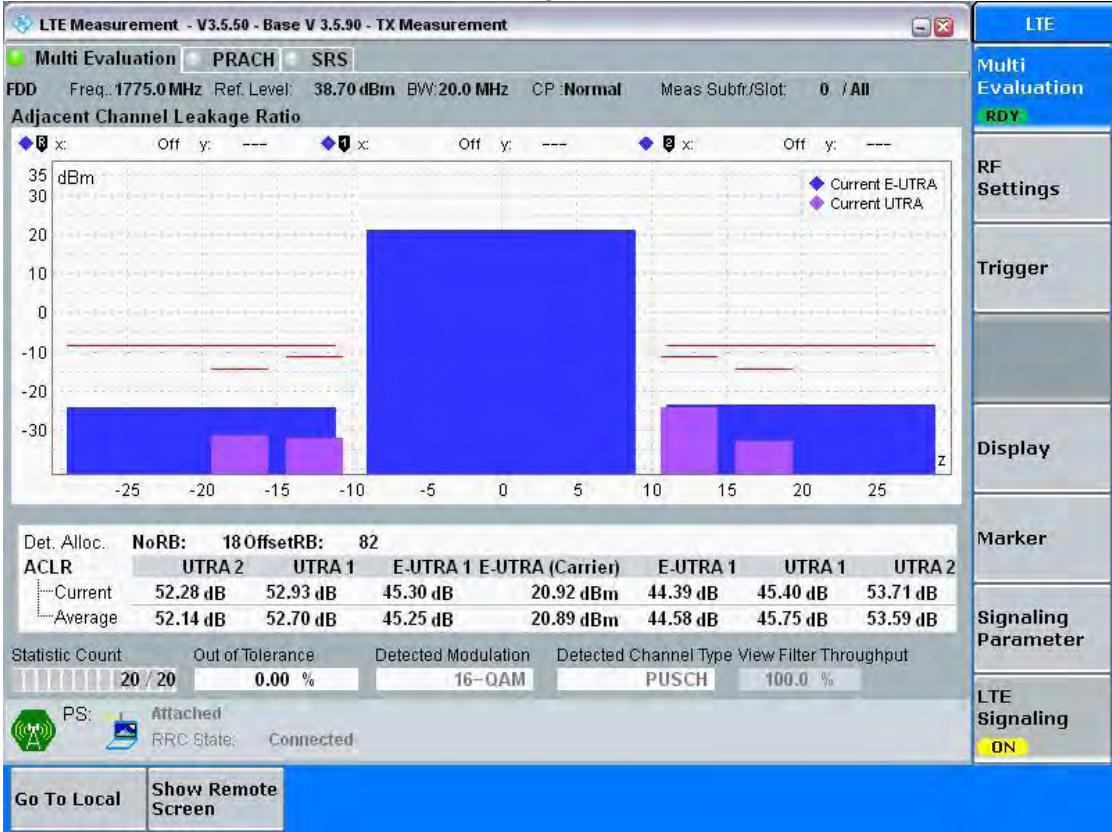 LTE Measurement - V3.5.50 - Base V 3.5.90 - TX Measurement
Multi Evaluation PRACH SRS
FDD Freq.: 1775.0 MHz Ref. Level: 38.70 dBm BW: 20.0 MHz CP : Normal Meas Subfr./Slot: 0 / All
Adjacent Channel Leakage Ratio
R x: Off y: --- 1 x: Off y: --- 2 x: Off y: ---
35 dBm
30
20
10
0
-10
-20
-30
Current E-UTRA
Current UTRA
z
-25 -20 -15 -10 -5 0 5 10 15 20 25
Det. Alloc. NoRB: 18 OffsetRB: 82
ACLR UTRA 2 UTRA 1 E-UTRA 1 E-UTRA (Carrier) E-UTRA 1 UTRA 1 UTRA 2
Current 52.28 dB 52.93 dB 45.30 dB 20.92 dBm 44.39 dB 45.40 dB 53.71 dB
Average 52.14 dB 52.70 dB 45.25 dB 20.89 dBm 44.58 dB 45.75 dB 53.59 dB
Statistic Count Out of Tolerance Detected Modulation Detected Channel Type View Filter Throughput
20 / 20 0.00 % 16-QAM PUSCH 100.0 %
PS: Attached
RRC State: Connected
Go To Local
Show Remote Screen
LTE
Multi
Evaluation
RDY
RF
Settings
Trigger
Display
Marker
Signaling
Parameter
LTE
Signaling
ON